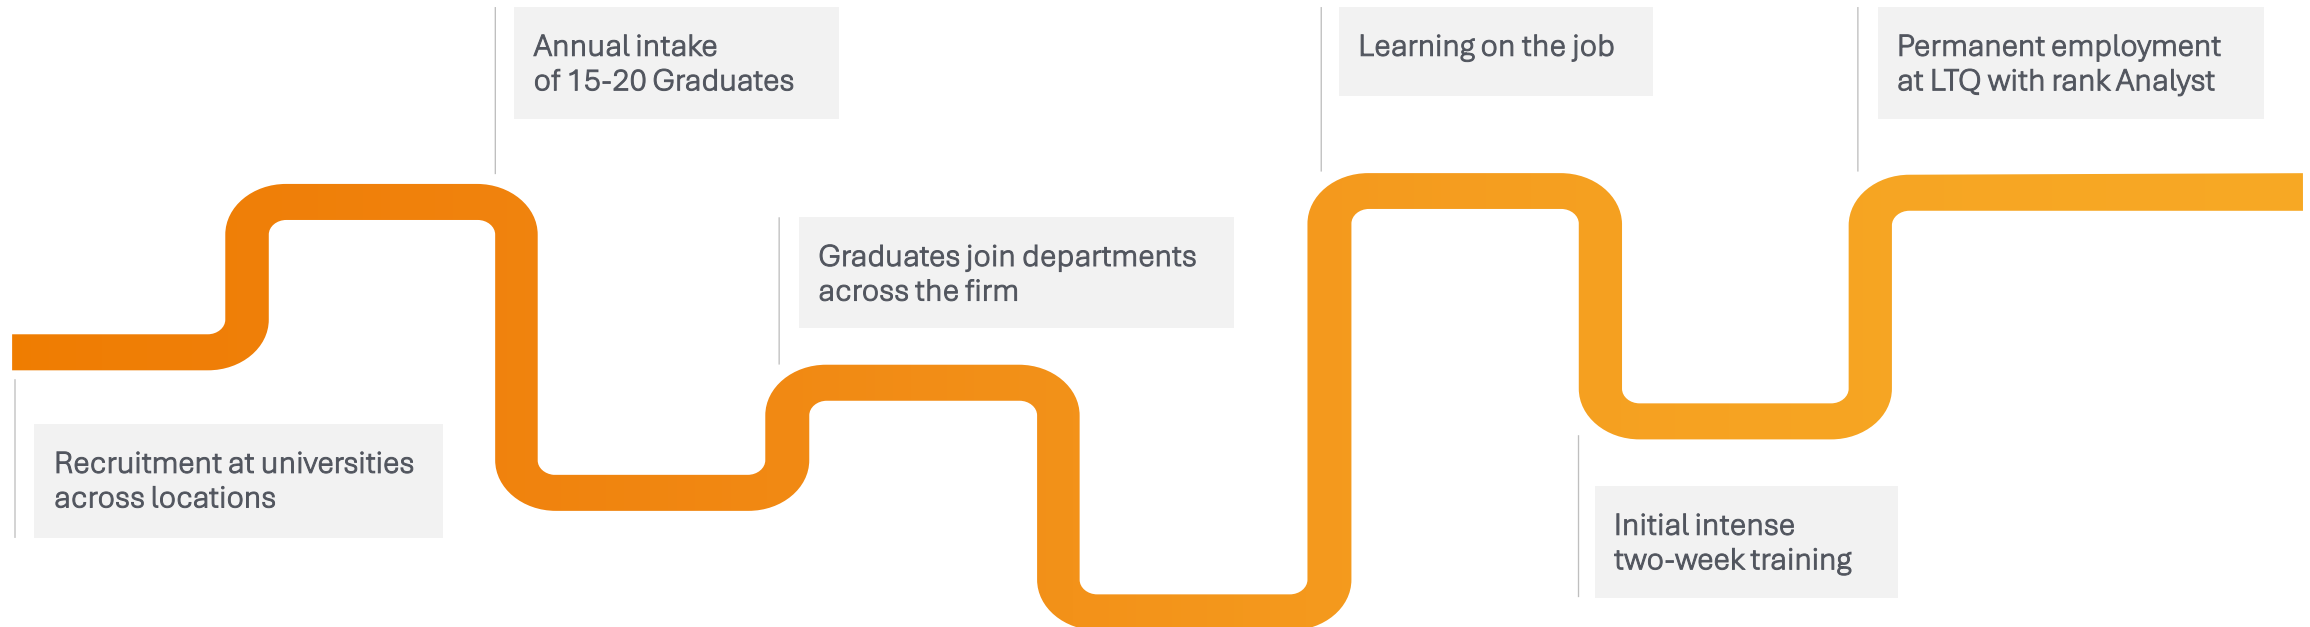 Recruitment at universities
across locations
Annual intake
of 15-20 Graduates
Graduates join departments
across the firm
Learning on the job
Initial intense
two-week training
Permanent employment
at LTQ with rank Analyst